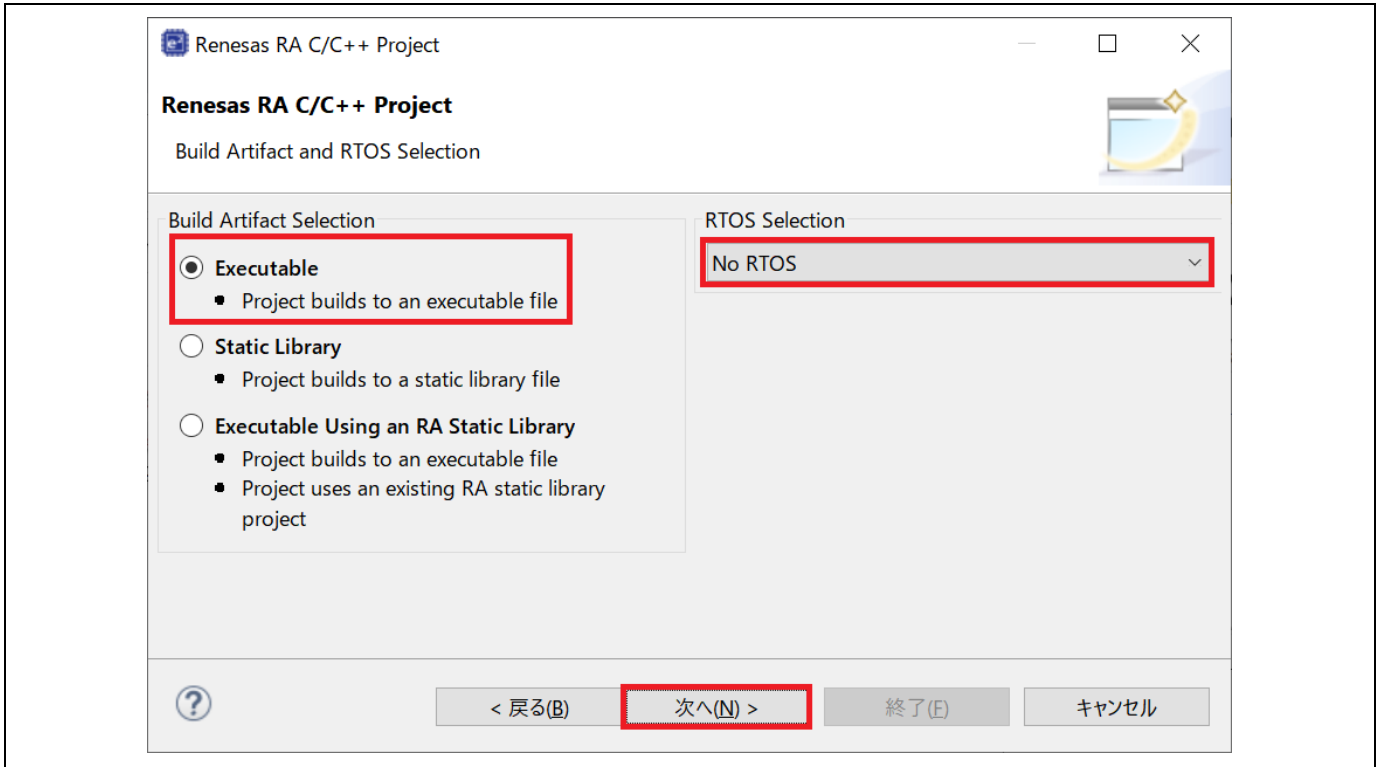 Renesas RA C/C++ Project
Renesas RA C/C++ Project
Build Artifact and RTOS Selection
Build Artifact Selection
Executable
• Project builds to an executable file
Static Library
• Project builds to a static library file
Executable Using an RA Static Library
• Project builds to an executable file
• Project uses an existing RA static library
project
RTOS Selection
No RTOS
?
< 戻る(B)
次へ(N) >
終了(F)
キャンセル